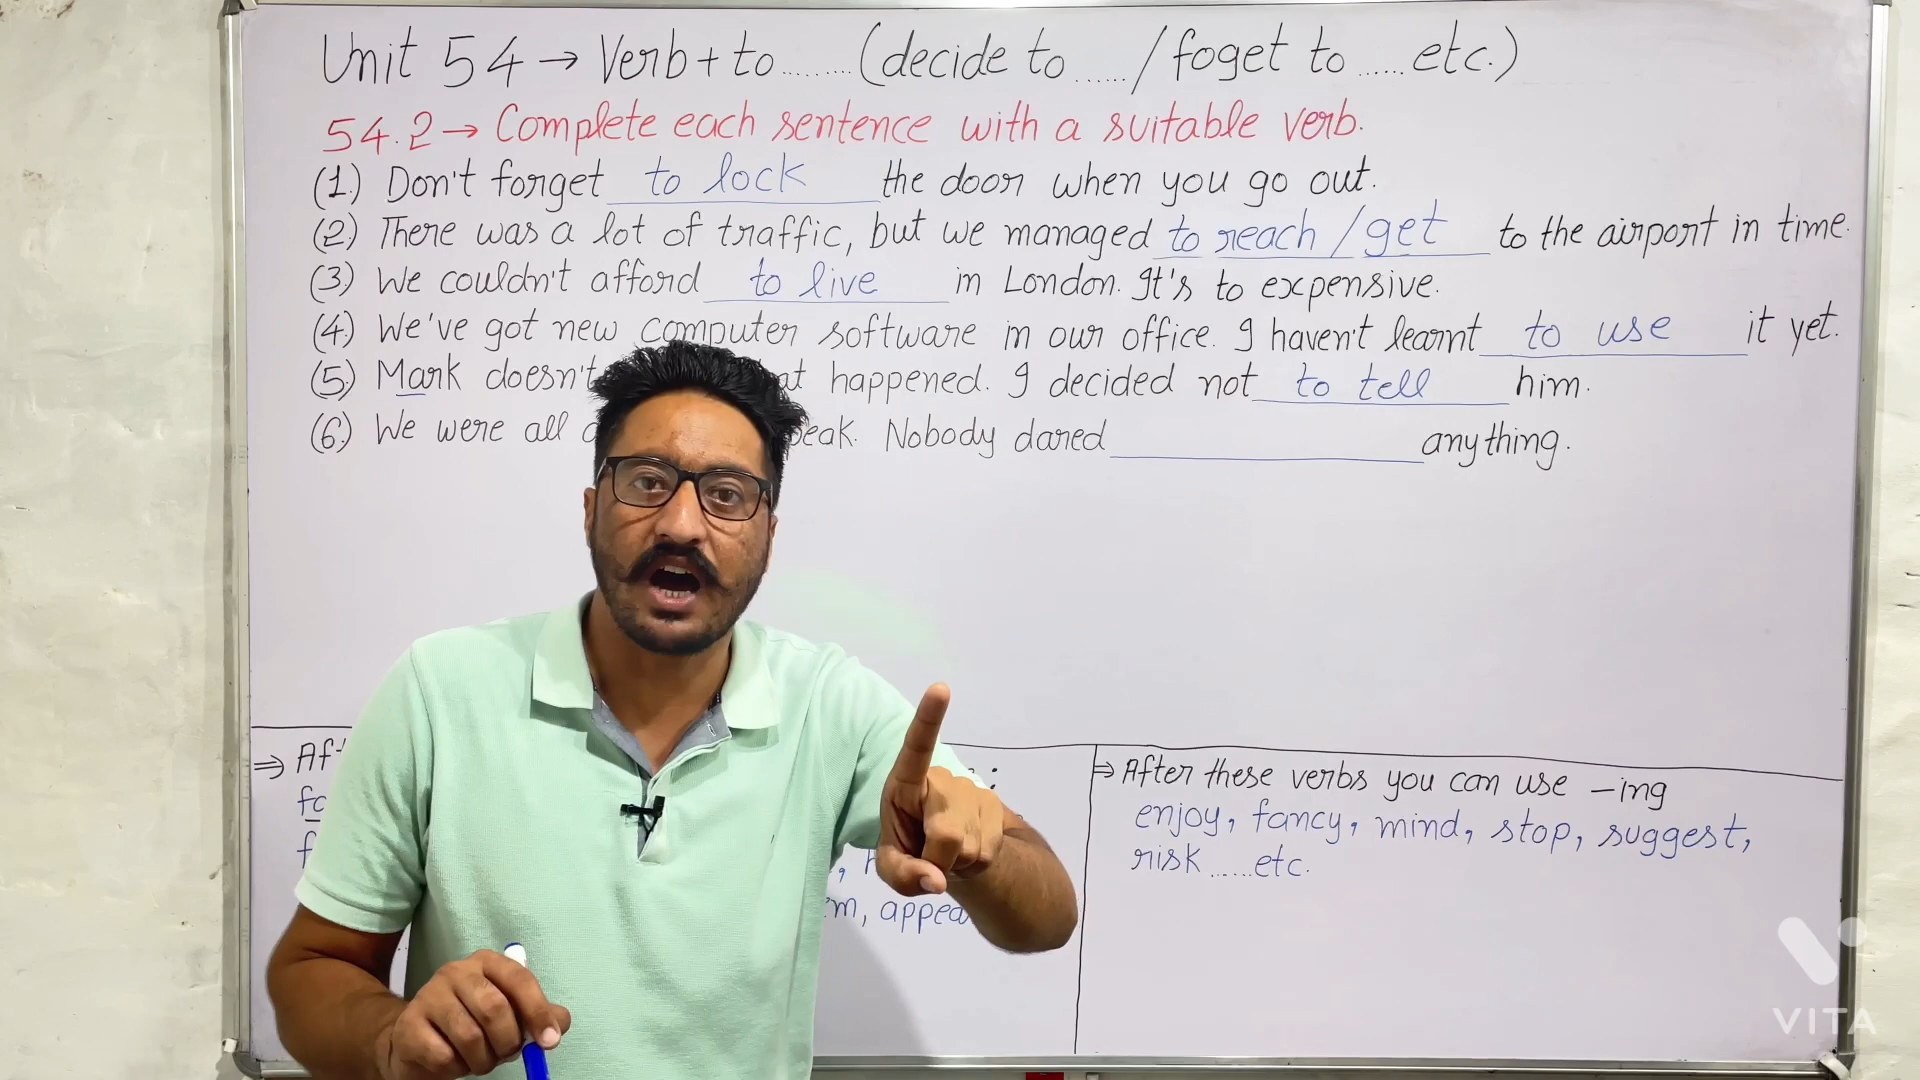 Unit 54 → Verb + to ........ (decide to ...... / foget to ...... etc.)
54.2 → Complete each sentence with a suitable verb.
(1.) Don't forget to lock the door when you go out.
(2.) There was a lot of traffic, but we managed to reach / get to the airport in time.
(3.) We couldn't afford to live in London. It's to expensive.
(4.) We've got new computer software in our office. I haven't learnt to use it yet.
(5.) Mark doesn't happened. I decided not to tell him.
(6.) We were all Nobody dared ____________ anything.
⇒ After these verbs you can use -ing
enjoy, fancy, mind, stop, suggest,
risk ...... etc.
VITA